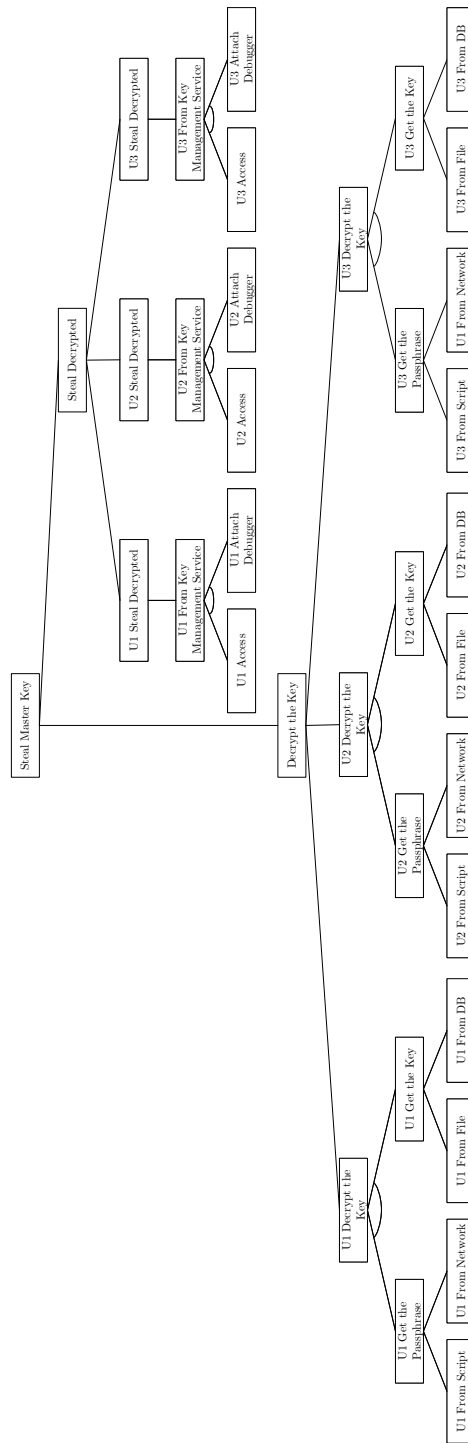 Steal Master Key
Steal Decrypted
U1 Steal Decrypted
U2 Steal Decrypted
U3 Steal Decrypted
U1 From Key
Management Service
U2 From Key
Management Service
U3 From Key
Management Service
U1 Access
U1 Attach
Debugger
U2 Access
U2 Attach
Debugger
U3 Access
U3 Attach
Debugger
Decrypt the Key
U1 Decrypt the
Key
U2 Decrypt the
Key
U3 Decrypt the
Key
U1 Get the
Passphrase
U1 Get the Key
U2 Get the
Passphrase
U2 Get the Key
U3 Get the
Passphrase
U3 Get the Key
U1 From Script
U1 From Network
U1 From File
U1 From DB
U2 From Script
U2 From Network
U2 From File
U2 From DB
U3 From Script
U1 From Network
U3 From File
U3 From DB